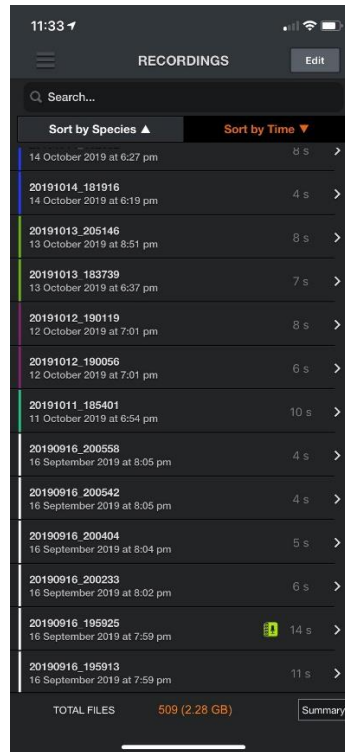 11:33
RECORDINGS
Edit
Search...
Sort by Species ▲
Sort by Time ▼
14 October 2019 at 6:27 pm
8 s
20191014_181916
4 s
14 October 2019 at 6:19 pm
20191013_205146
8 s
13 October 2019 at 8:51 pm
20191013_183739
7 s
13 October 2019 at 6:37 pm
20191012_190119
8 s
12 October 2019 at 7:01 pm
20191012_190056
6 s
12 October 2019 at 7:01 pm
20191011_185401
10 s
11 October 2019 at 6:54 pm
20190916_200558
4 s
16 September 2019 at 8:05 pm
20190916_200542
4 s
16 September 2019 at 8:05 pm
20190916_200404
5 s
16 September 2019 at 8:04 pm
20190916_200233
6 s
16 September 2019 at 8:02 pm
20190916_195925
14 s
16 September 2019 at 7:59 pm
20190916_195913
11 s
16 September 2019 at 7:59 pm
TOTAL FILES
509 (2.28 GB)
Summary